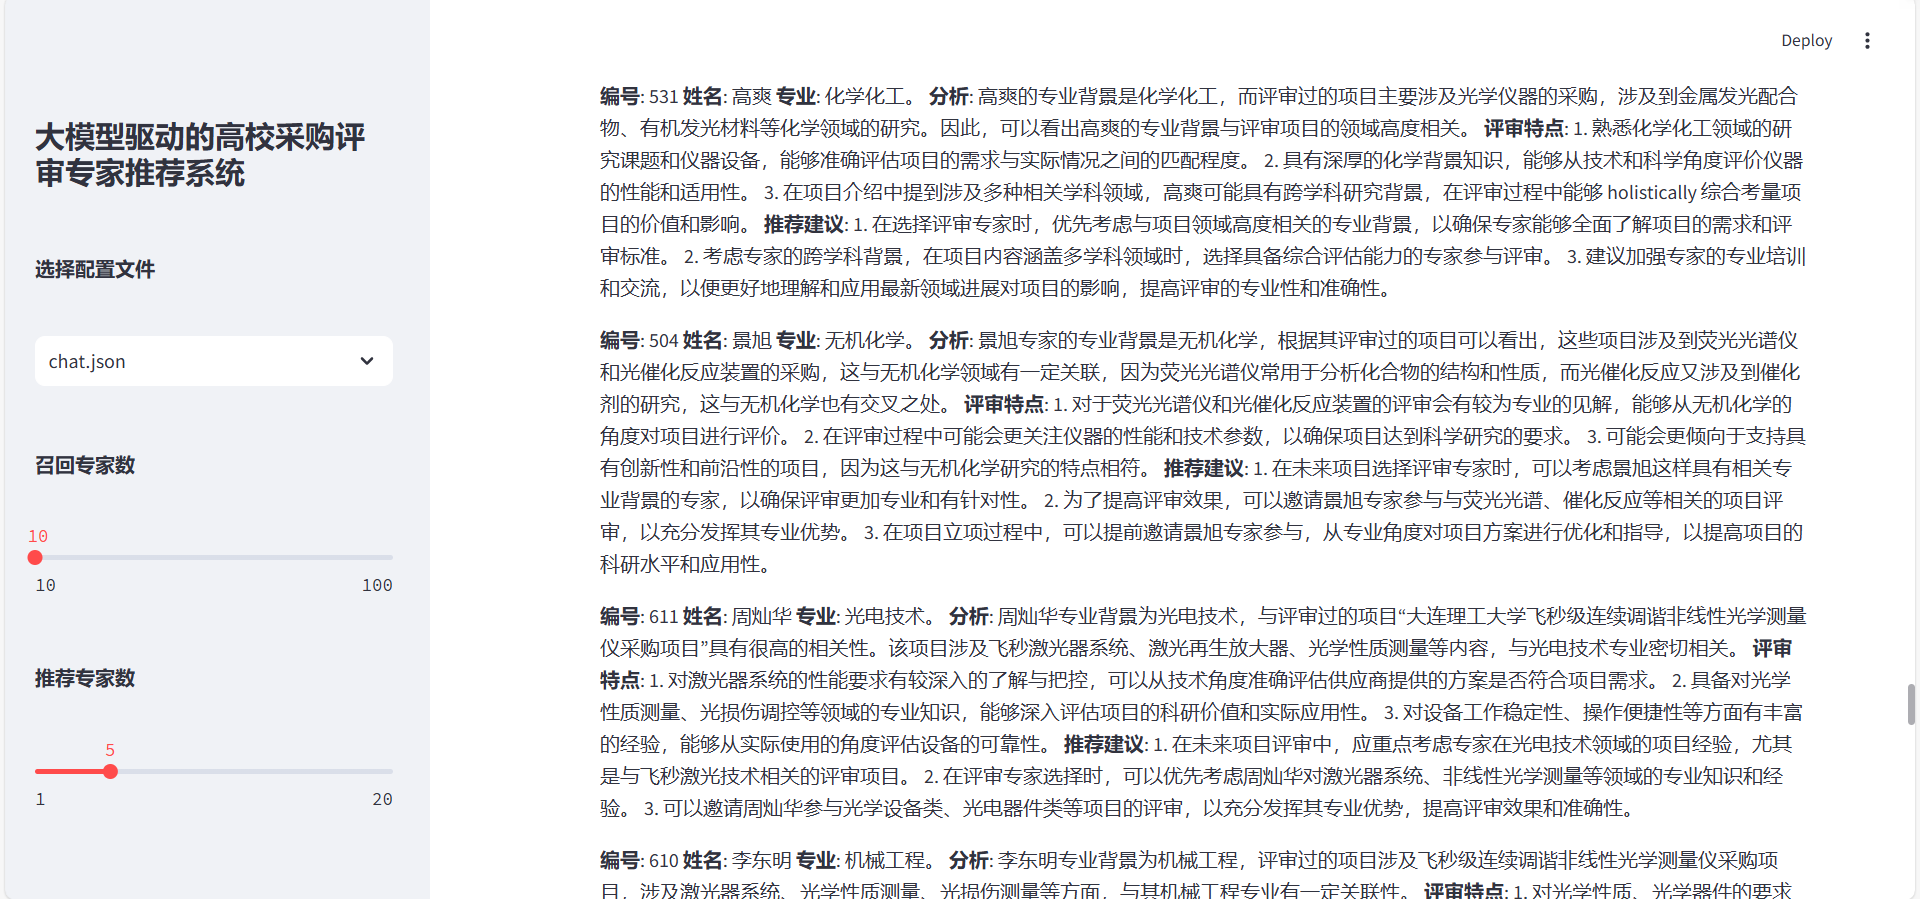 Deploy
大模型驱动的高校采购评
审专家推荐系统
选择配置文件
chat.json
召回专家数
10
10 100
推荐专家数
5
1 20
编号: 531 姓名: 高爽 专业: 化学化工。 分析: 高爽的专业背景是化学化工，而评审过的项目主要涉及光学仪器的采购，涉及到金属发光配合
物、有机发光材料等化学领域的研究。因此，可以看出高爽的专业背景与评审项目的领域高度相关。 评审特点: 1. 熟悉化学化工领域的研
究课题和仪器设备，能够准确评估项目的需求与实际情况之间的匹配程度。 2. 具有深厚的化学背景知识，能够从技术和科学角度评价仪器
的性能和适用性。 3. 在项目介绍中提到涉及多种相关学科领域，高爽可能具有跨学科研究背景，在评审过程中能够 holistically 综合考量项
目的价值和影响。 推荐建议: 1. 在选择评审专家时，优先考虑与项目领域高度相关的专业背景，以确保专家能够全面了解项目的需求和评
审标准。 2. 考虑专家的跨学科背景，在项目内容涵盖多学科领域时，选择具备综合评估能力的专家参与评审。 3. 建议加强专家的专业培训
和交流，以便更好地理解和应用最新领域进展对项目的影响，提高评审的专业性和准确性。
编号: 504 姓名: 景旭 专业: 无机化学。 分析: 景旭专家的专业背景是无机化学，根据其评审过的项目可以看出，这些项目涉及到荧光光谱仪
和光催化反应装置的采购，这与无机化学领域有一定关联，因为荧光光谱仪常用于分析化合物的结构和性质，而光催化反应又涉及到催化
剂的研究，这与无机化学也有交叉之处。 评审特点: 1. 对于荧光光谱仪和光催化反应装置的评审会有较为专业的见解，能够从无机化学的
角度对项目进行评价。 2. 在评审过程中可能会更关注仪器的性能和技术参数，以确保项目达到科学研究的要求。 3. 可能会更倾向于支持具
有创新性和前沿性的项目，因为这与无机化学研究的特点相符。 推荐建议: 1. 在未来项目选择评审专家时，可以考虑景旭这样具有相关专
业背景的专家，以确保评审更加专业和有针对性。 2. 为了提高评审效果，可以邀请景旭专家参与与荧光光谱、催化反应等相关的项目评
审，以充分发挥其专业优势。 3. 在项目立项过程中，可以提前邀请景旭专家参与，从专业角度对项目方案进行优化和指导，以提高项目的
科研水平和应用性。
编号: 611 姓名: 周灿华 专业: 光电技术。 分析: 周灿华专业背景为光电技术，与评审过的项目“大连理工大学飞秒级连续调谐非线性光学测量
仪采购项目”具有很高的相关性。该项目涉及飞秒激光器系统、激光再生放大器、光学性质测量等内容，与光电技术专业密切相关。 评审
特点: 1. 对激光器系统的性能要求有较深入的了解与把控，可以从技术角度准确评估供应商提供的方案是否符合项目需求。 2. 具备对光学
性质测量、光损伤调控等领域的专业知识，能够深入评估项目的科研价值和实际应用性。 3. 对设备工作稳定性、操作便捷性等方面有丰富
的经验，能够从实际使用的角度评估设备的可靠性。 推荐建议: 1. 在未来项目评审中，应重点考虑专家在光电技术领域的项目经验，尤其
是与飞秒激光技术相关的评审项目。 2. 在评审专家选择时，可以优先考虑周灿华对激光器系统、非线性光学测量等领域的专业知识和经
验。 3. 可以邀请周灿华参与光学设备类、光电器件类等项目的评审，以充分发挥其专业优势，提高评审效果和准确性。
编号: 610 姓名: 李东明 专业: 机械工程。 分析: 李东明专业背景为机械工程，评审过的项目涉及飞秒级连续调谐非线性光学测量仪采购项
目，涉及激光器系统、光学性质测量、光损伤测量等方面，与其机械工程专业有一定关联性。 评审特点: 1. 对光学性质、光学器件的要求